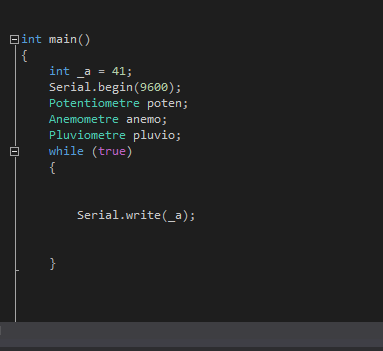 int main()
{
int _a = 41;
Serial.begin(9600);
Potentiometre poten;
Anemometre anemo;
Pluviometre pluvio;
while (true)
{
Serial.write(_a);
}